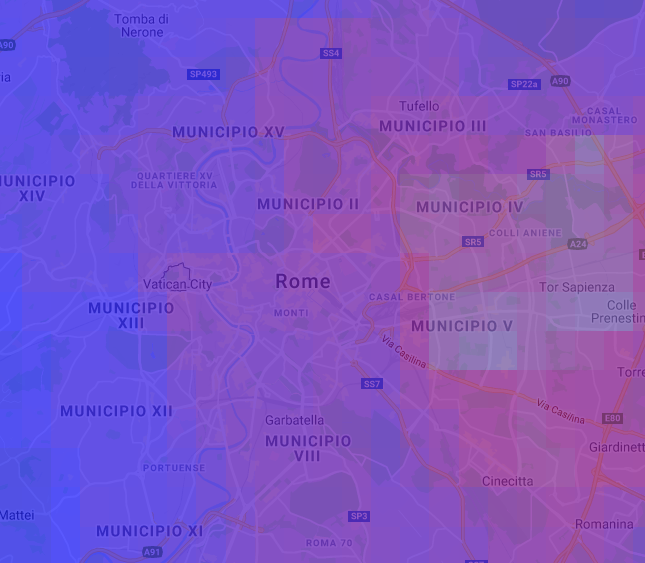 Tomba di
Nerone
A90
SS4
SP493
SP22a
A90
Tufello
CASAL
MONASTERO
MUNICIPIO XV
MUNICIPIO III
SAN BASILIO
QUARTIERE XV
DELLA VITTORIA
SR5
MUNICIPIO
XIV
MUNICIPIO II
MUNICIPIO IV
COLLI ANIENE
SR5
A24
Rome
Vatican City
Tor Sapienza
CASAL BERTONE
Colle
Prenestin
MUNICIPIO
XIII
MONTI
MUNICIPIO V
Via Casilina
Torre
SS7
MUNICIPIO XII
Via Casilina
Garbatella
E80
MUNICIPIO
VIII
Giardinett
PORTUENSE
Cinecitta
Mattei
SP3
MUNICIPIO XI
Romanina
A91
ROMA 70